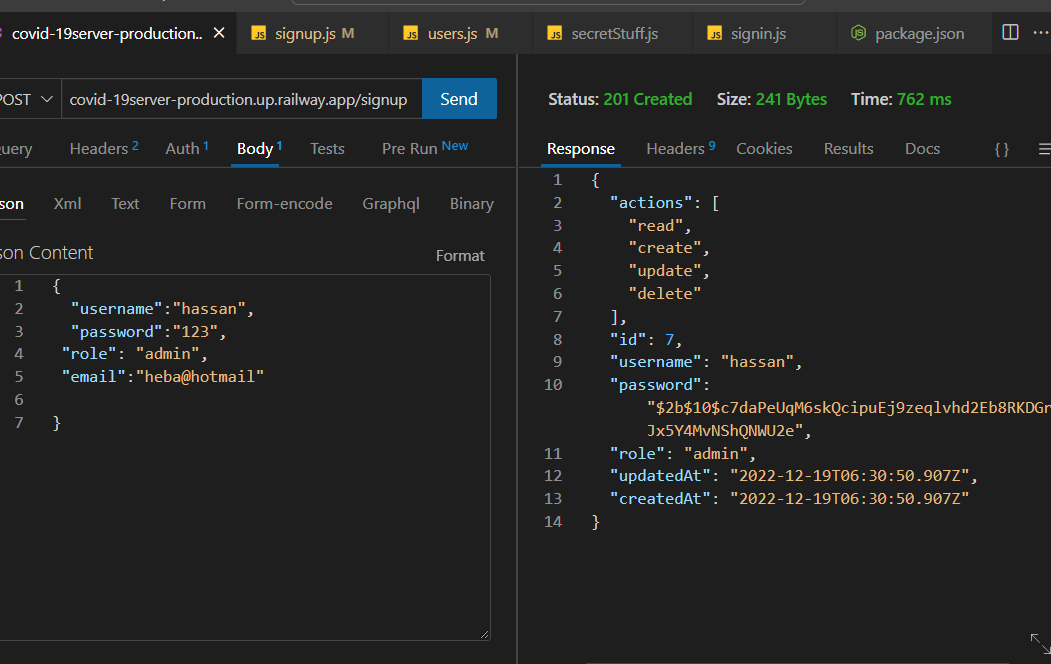 covid-19server-production.. ×
JS signup.js M
JS users.js M
JS secretStuff.js
JS signin.js
package.json
covid-19server-production.up.railway.app/signup
Send
Headers 2
Auth 1
Body 1
Tests
Pre Run New
Xml
Text
Form
Form-encode
Graphql
Binary
Content
Format
1 {
2 "username":"hassan",
3 "password":"123",
4 "role": "admin",
5 "email":"heba@hotmail"
6
7 }
Status: 201 Created Size: 241 Bytes Time: 762 ms
Response
Headers 9
Cookies
Results
Docs
{ }
1 {
2 "actions": [
3 "read",
4 "create",
5 "update",
6 "delete"
7 ],
8 "id": 7,
9 "username": "hassan",
10 "password":
"$2b$10$c7daPeUqM6skQcipuEj9zeqlvhd2Eb8RKDGr
Jx5Y4MvNShQNWU2e",
11 "role": "admin",
12 "updatedAt": "2022-12-19T06:30:50.907Z",
13 "createdAt": "2022-12-19T06:30:50.907Z"
14 }